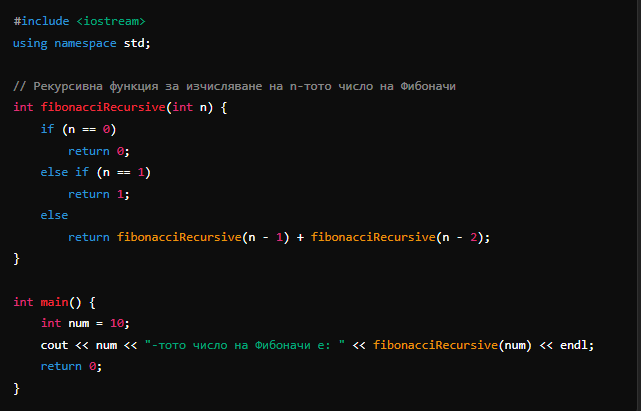 #include <iostream>
using namespace std;
// Рекурсивна функция за изчисляване на n-тото число на Фибоначи
int fibonacciRecursive(int n) {
    if (n == 0)
        return 0;
    else if (n == 1)
        return 1;
    else
        return fibonacciRecursive(n - 1) + fibonacciRecursive(n - 2);
}
int main() {
    int num = 10;
    cout << num << "-тото число на Фибоначи е: " << fibonacciRecursive(num) << endl;
    return 0;
}